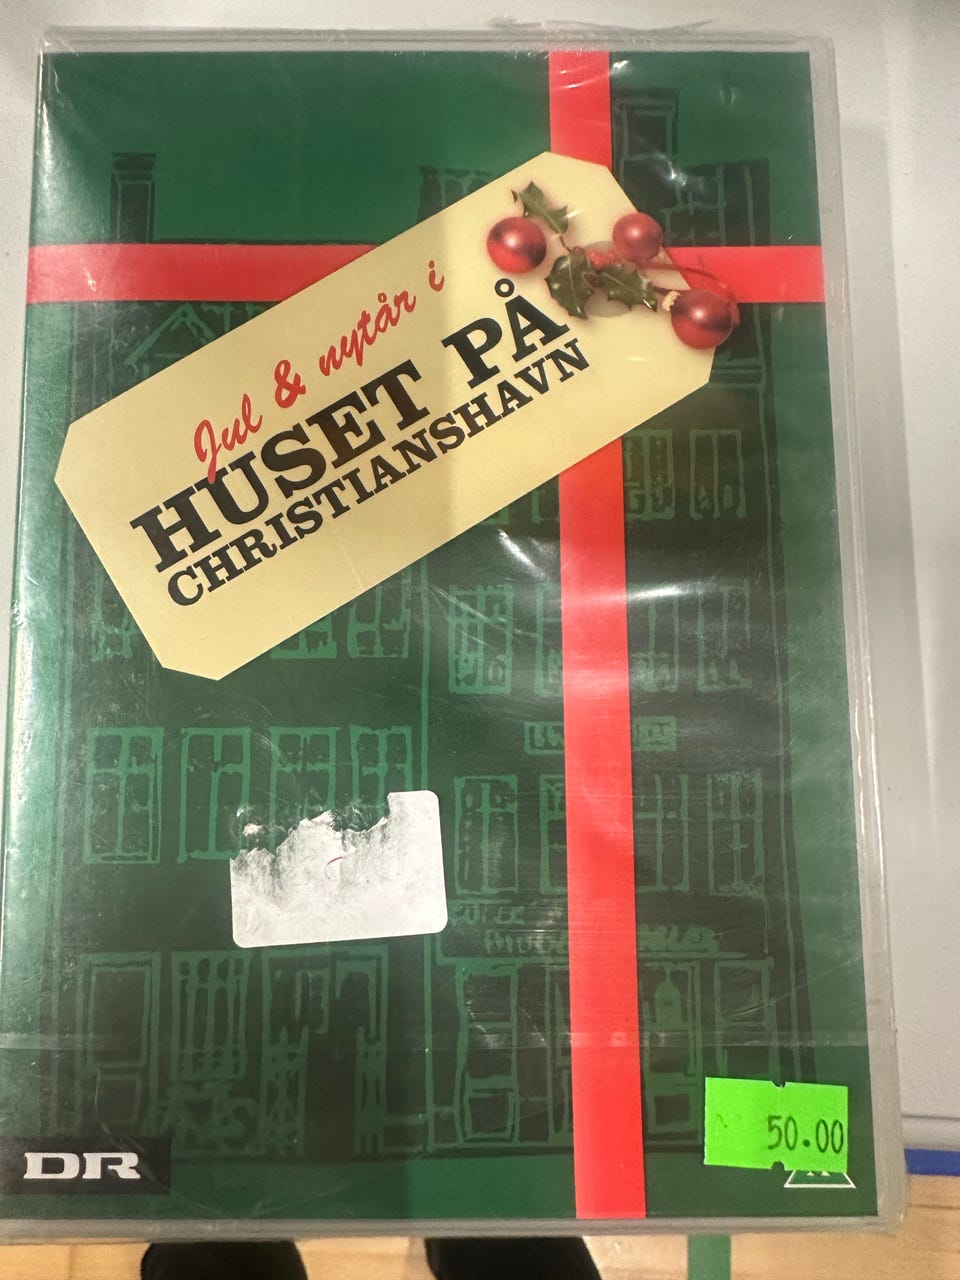 Jul & nytår i
HUSET PÅ
CHRISTIANSHAVN
50.00
DR